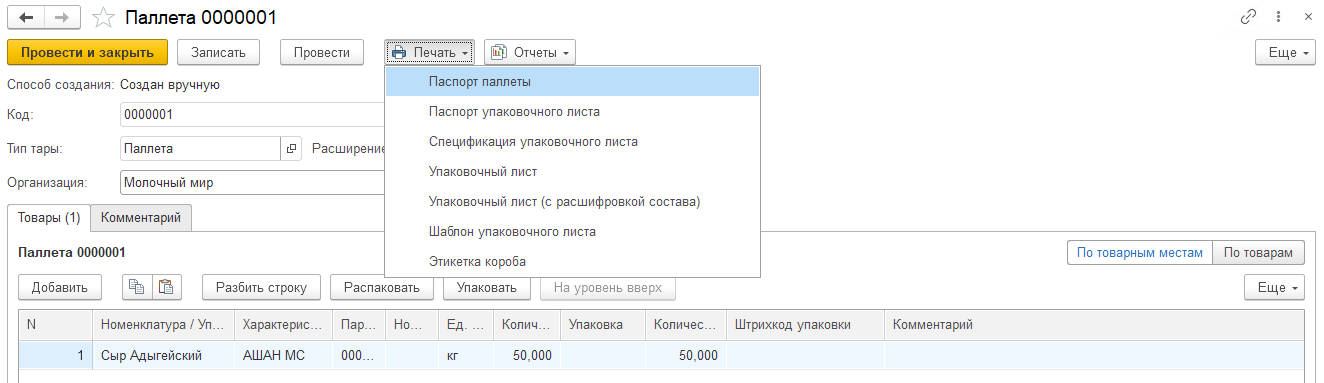 Паллета 0000001
Провести и закрыть Записать Провести Печать Отчеты Еще
Способ создания: Создан вручную
Паспорт паллеты
Код: 0000001
Паспорт упаковочного листа
Тип тары: Паллета Расширение
Спецификация упаковочного листа
Упаковочный лист
Организация: Молочный мир
Упаковочный лист (с расшифровкой состава)
Товары (1) Комментарий
Шаблон упаковочного листа
Этикетка короба
Паллета 0000001 По товарным местам По товарам
Добавить Разбить строку Распаковать Упаковать На уровень вверх Еще
N Номенклатура / Уп... Характерис... Пар... Но... Ед. ... Колич... Упаковка Количес... Штрихкод упаковки Комментарий
1 Сыр Адыгейский АШАН МС 000... кг 50,000 50,000